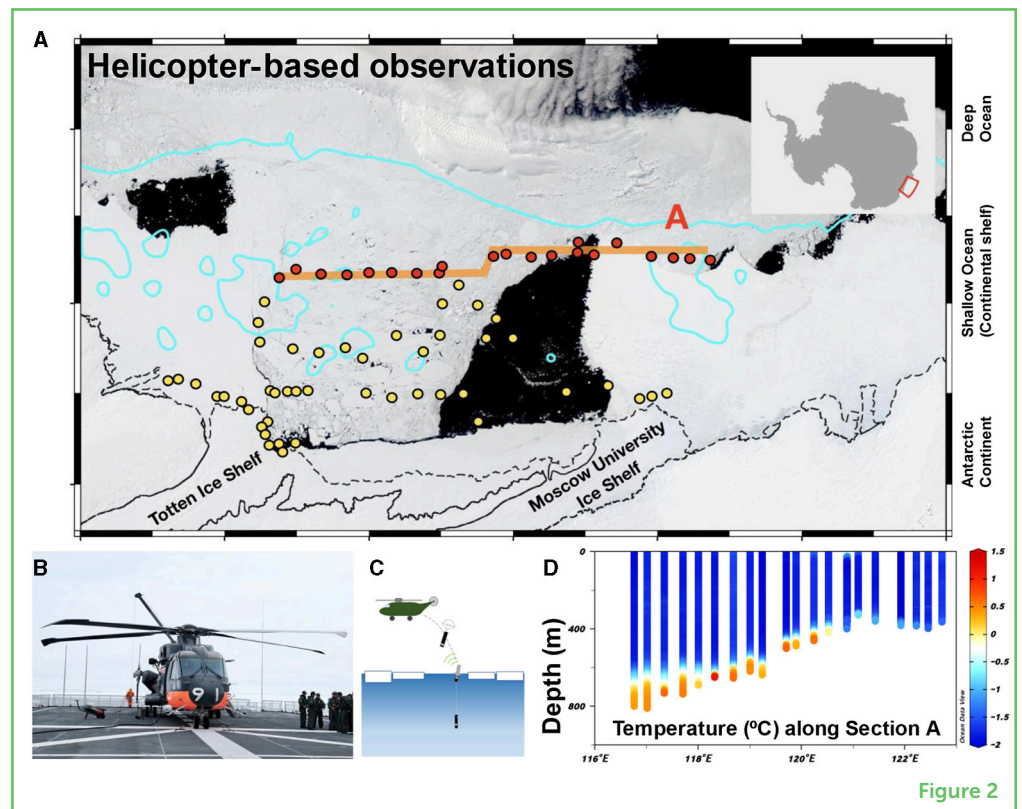 A
Helicopter-based observations
A
Deep
Ocean
Shallow Ocean
(Continental shelf)
Antarctic
Continent
Totten Ice Shelf
Moscow University
Ice Shelf
B
91
C
D
0
400
800
Depth (m)
Temperature (ºC) along Section A
116°E
118°E
120°E
122°E
Ocean Data View
1.5
1
0.5
0
-0.5
-1
-1.5
-2
Figure 2